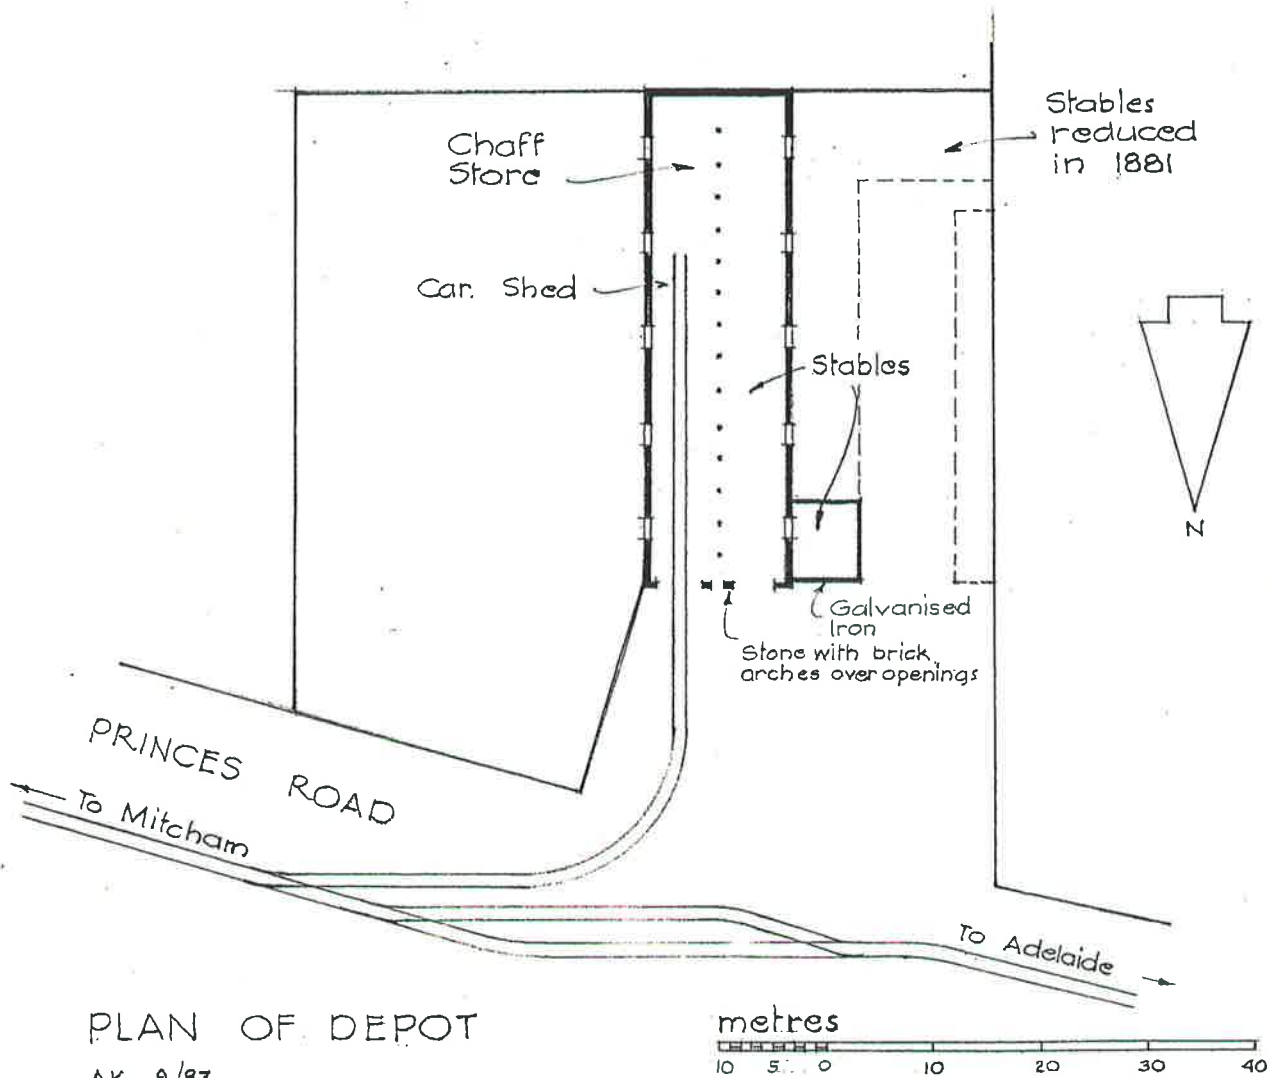 Stables
reduced
in 1881
Chaff
Store
Car. Shed
Stables
N
Galvanised
Iron
Stone with brick
arches over openings
PRINCES ROAD
To Mitcham
To Adelaide
PLAN OF DEPOT
metres
10 5 0 10 20 30 40